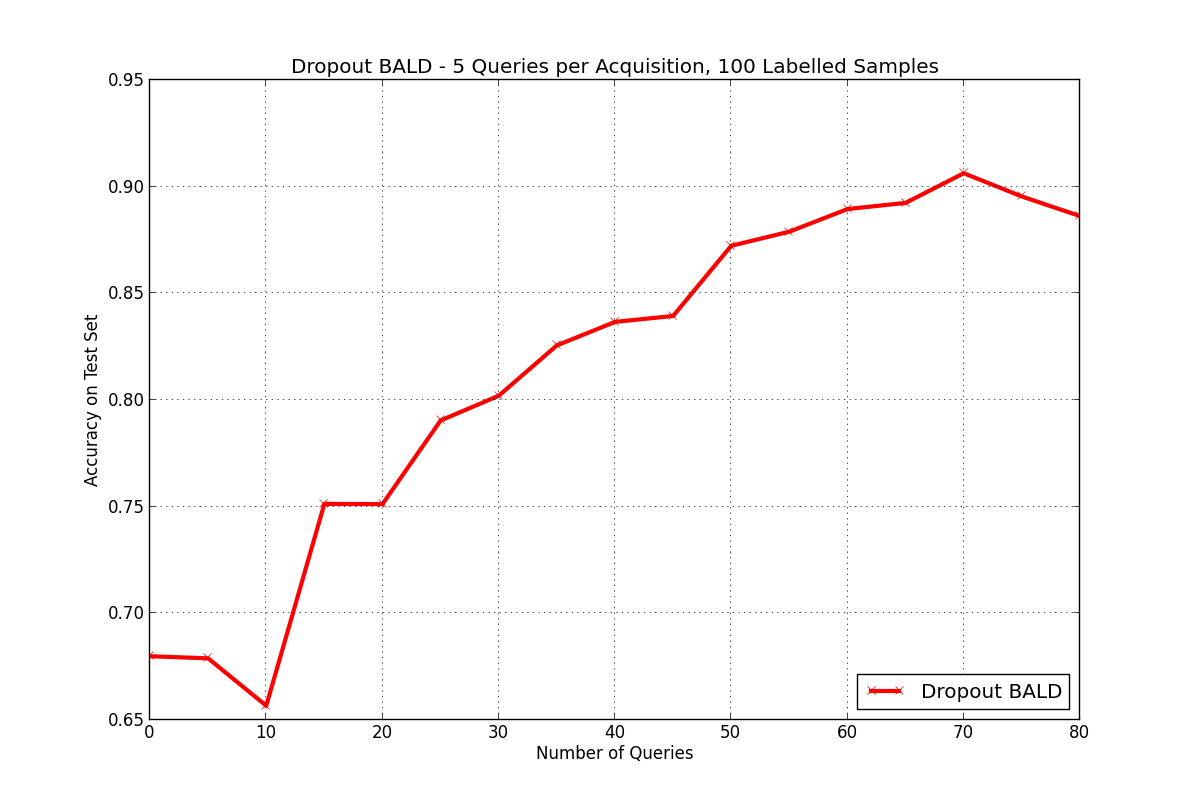 Dropout BALD - 5 Queries per Acquisition, 100 Labelled Samples
0.95
0.90
0.85
0.80
0.75
0.70
0.65
Accuracy on Test Set
Dropout BALD
0 10 20 30 40 50 60 70 80
Number of Queries